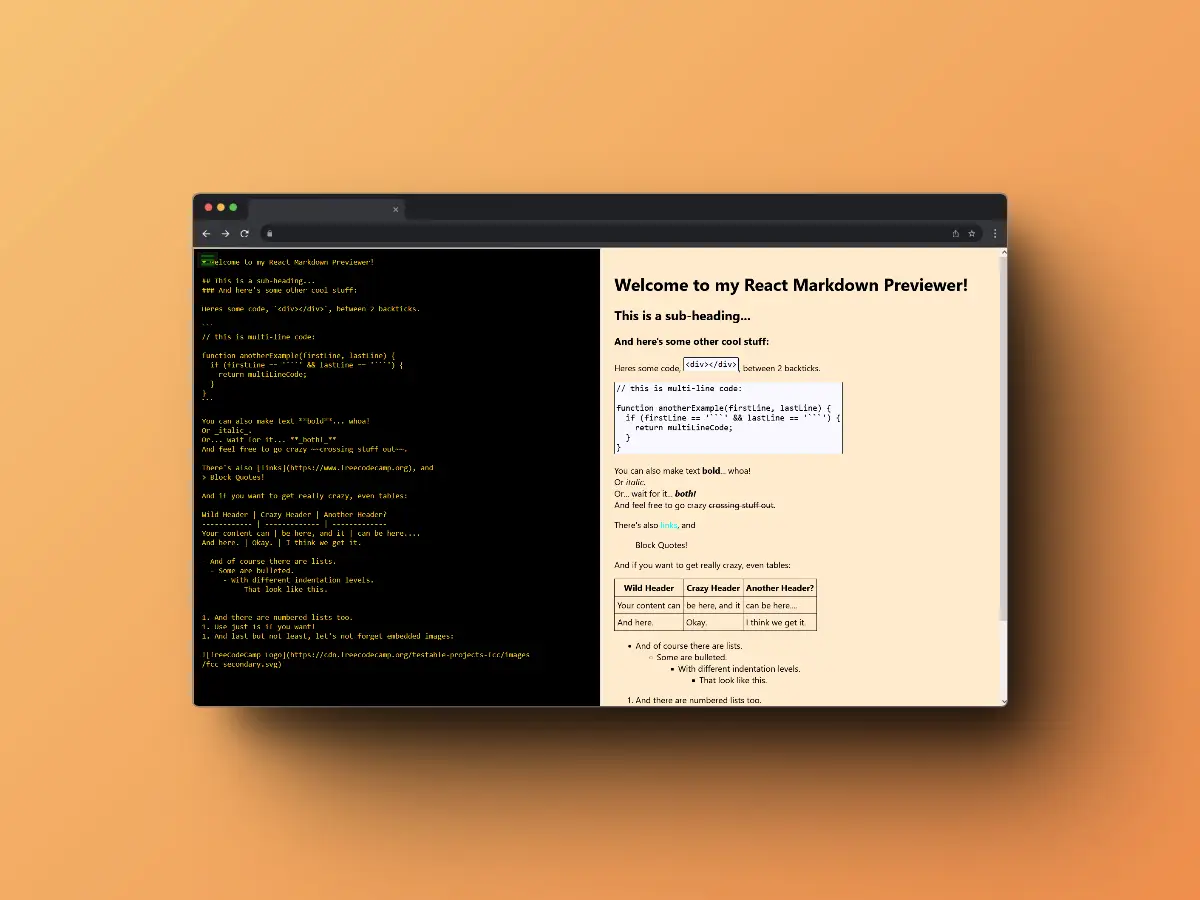 Welcome to my React Markdown Previewer!
## This is a sub-heading...
### And here's some other cool stuff:
Heres some code, `<div></div>`, between 2 backticks.
```
// this is multi-line code:
function anotherExample(firstLine, lastLine) {
  if (firstLine == '```' && lastLine == '```') {
    return multiLineCode;
  }
}
```
You can also make text **bold**... whoa!
Or _italic_.
Or... wait for it... **_both!_**
And feel free to go crazy ~~crossing stuff out~~.
There's also [links](https://www.freecodecamp.org), and
> Block Quotes!
And if you want to get really crazy, even tables:
Wild Header | Crazy Header | Another Header?
------------ | ------------- | -------------
Your content can | be here, and it | can be here....
And here. | Okay. | I think we get it.
- And of course there are lists.
  - Some are bulleted.
     - With different indentation levels.
        - That look like this.
1. And there are numbered lists too.
1. Use just 1s if you want!
1. And last but not least, let's not forget embedded images:
![freeCodeCamp Logo](https://cdn.freecodecamp.org/testable-projects-fcc/images
/fcc_secondary.svg)
Welcome to my React Markdown Previewer!
This is a sub-heading...
And here's some other cool stuff:
Heres some code, <div></div>, between 2 backticks.
// this is multi-line code:
function anotherExample(firstLine, lastLine) {
  if (firstLine == '```' && lastLine == '```') {
    return multiLineCode;
  }
}
You can also make text bold... whoa!
Or italic.
Or... wait for it... both!
And feel free to go crazy crossing stuff out.
There's also links, and
Block Quotes!
And if you want to get really crazy, even tables:
Wild Header Crazy Header Another Header?
Your content can be here, and it can be here....
And here. Okay. I think we get it.
And of course there are lists.
Some are bulleted.
With different indentation levels.
That look like this.
1. And there are numbered lists too.